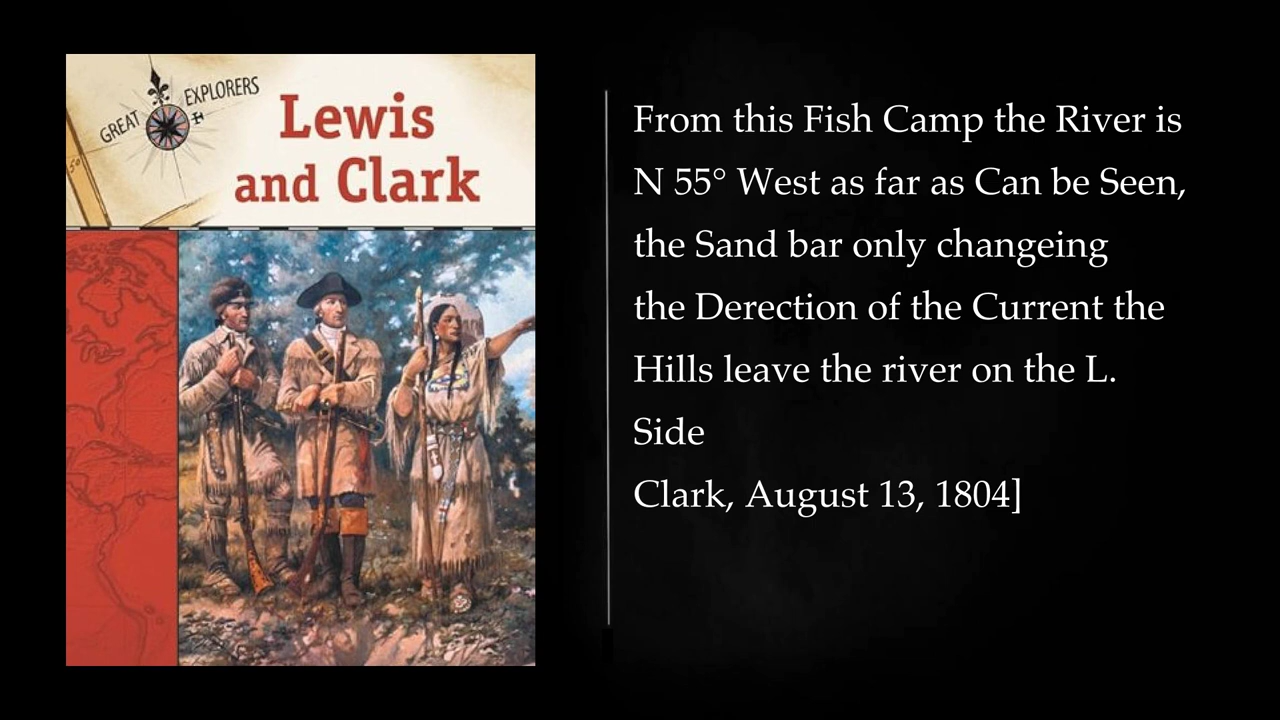 GREAT EXPLORERS
Lewis
and Clark
50
From this Fish Camp the River is
N 55° West as far as Can be Seen,
the Sand bar only changeing
the Derection of the Current the
Hills leave the river on the L.
Side
Clark, August 13, 1804]